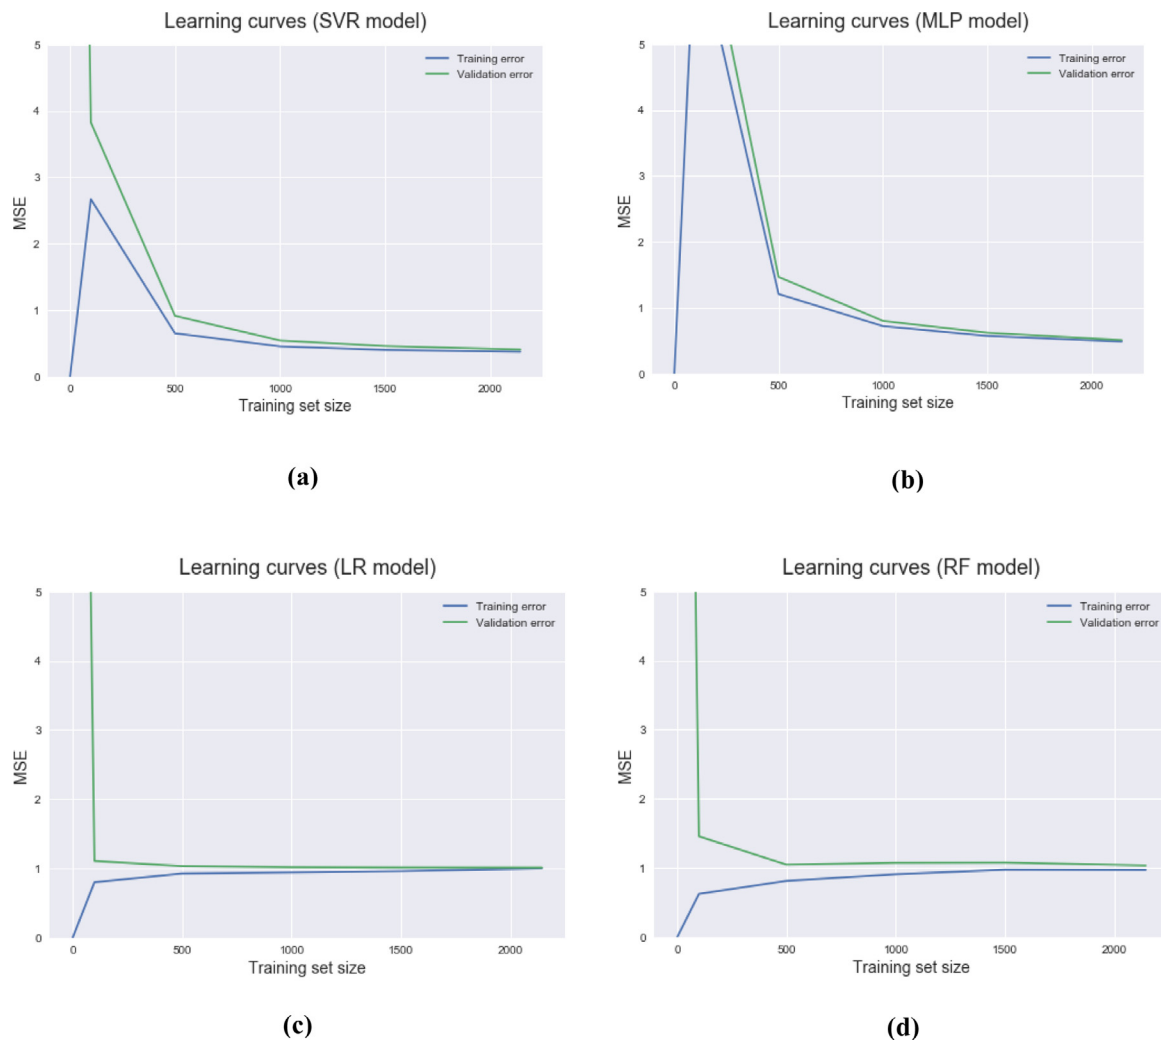 Learning curves (SVR model)
5
4
3
2
1
0
MSE
Training error
Validation error
0 500 1000 1500 2000
Training set size
(a)
Learning curves (MLP model)
5
4
3
2
1
0
MSE
Training error
Validation error
0 500 1000 1500 2000
Training set size
(b)
Learning curves (LR model)
5
4
3
2
1
0
MSE
Training error
Validation error
0 500 1000 1500 2000
Training set size
(c)
Learning curves (RF model)
5
4
3
2
1
0
MSE
Training error
Validation error
0 500 1000 1500 2000
Training set size
(d)